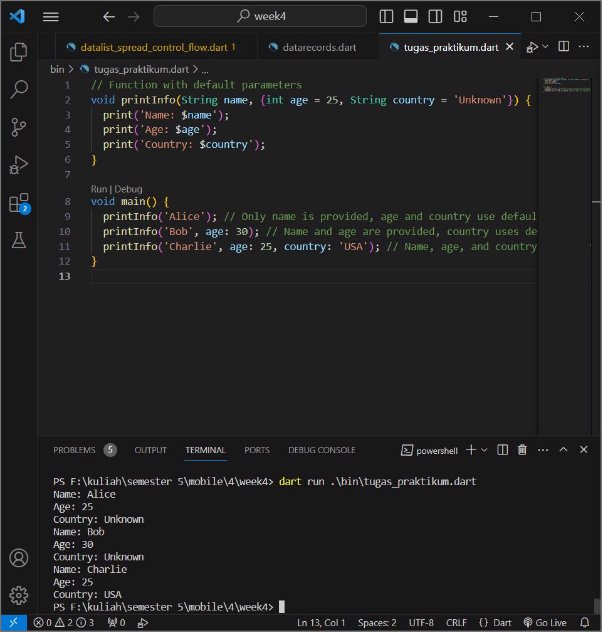 week4
datalist_spread_control_flow.dart 1
datarecords.dart
tugas_praktikum.dart
bin > tugas_praktikum.dart > ...
1 // Function with default parameters
2 void printInfo(String name, {int age = 25, String country = 'Unknown'}) {
3 print('Name: $name');
4 print('Age: $age');
5 print('Country: $country');
6 }
7
Run | Debug
8 void main() {
9 printInfo('Alice'); // Only name is provided, age and country use defaul
10 printInfo('Bob', age: 30); // Name and age are provided, country uses de
11 printInfo('Charlie', age: 25, country: 'USA'); // Name, age, and country
12 }
13
2
PROBLEMS 5 OUTPUT TERMINAL PORTS DEBUG CONSOLE powershell
PS F:\kuliah\semester 5\mobile\4\week4> dart run .\bin\tugas_praktikum.dart
Name: Alice
Age: 25
Country: Unknown
Name: Bob
Age: 30
Country: Unknown
Name: Charlie
Age: 25
Country: USA
PS F:\kuliah\semester 5\mobile\4\week4>
0 2 3 0 Ln 13, Col 1 Spaces: 2 UTF-8 CRLF {} Dart Go Live